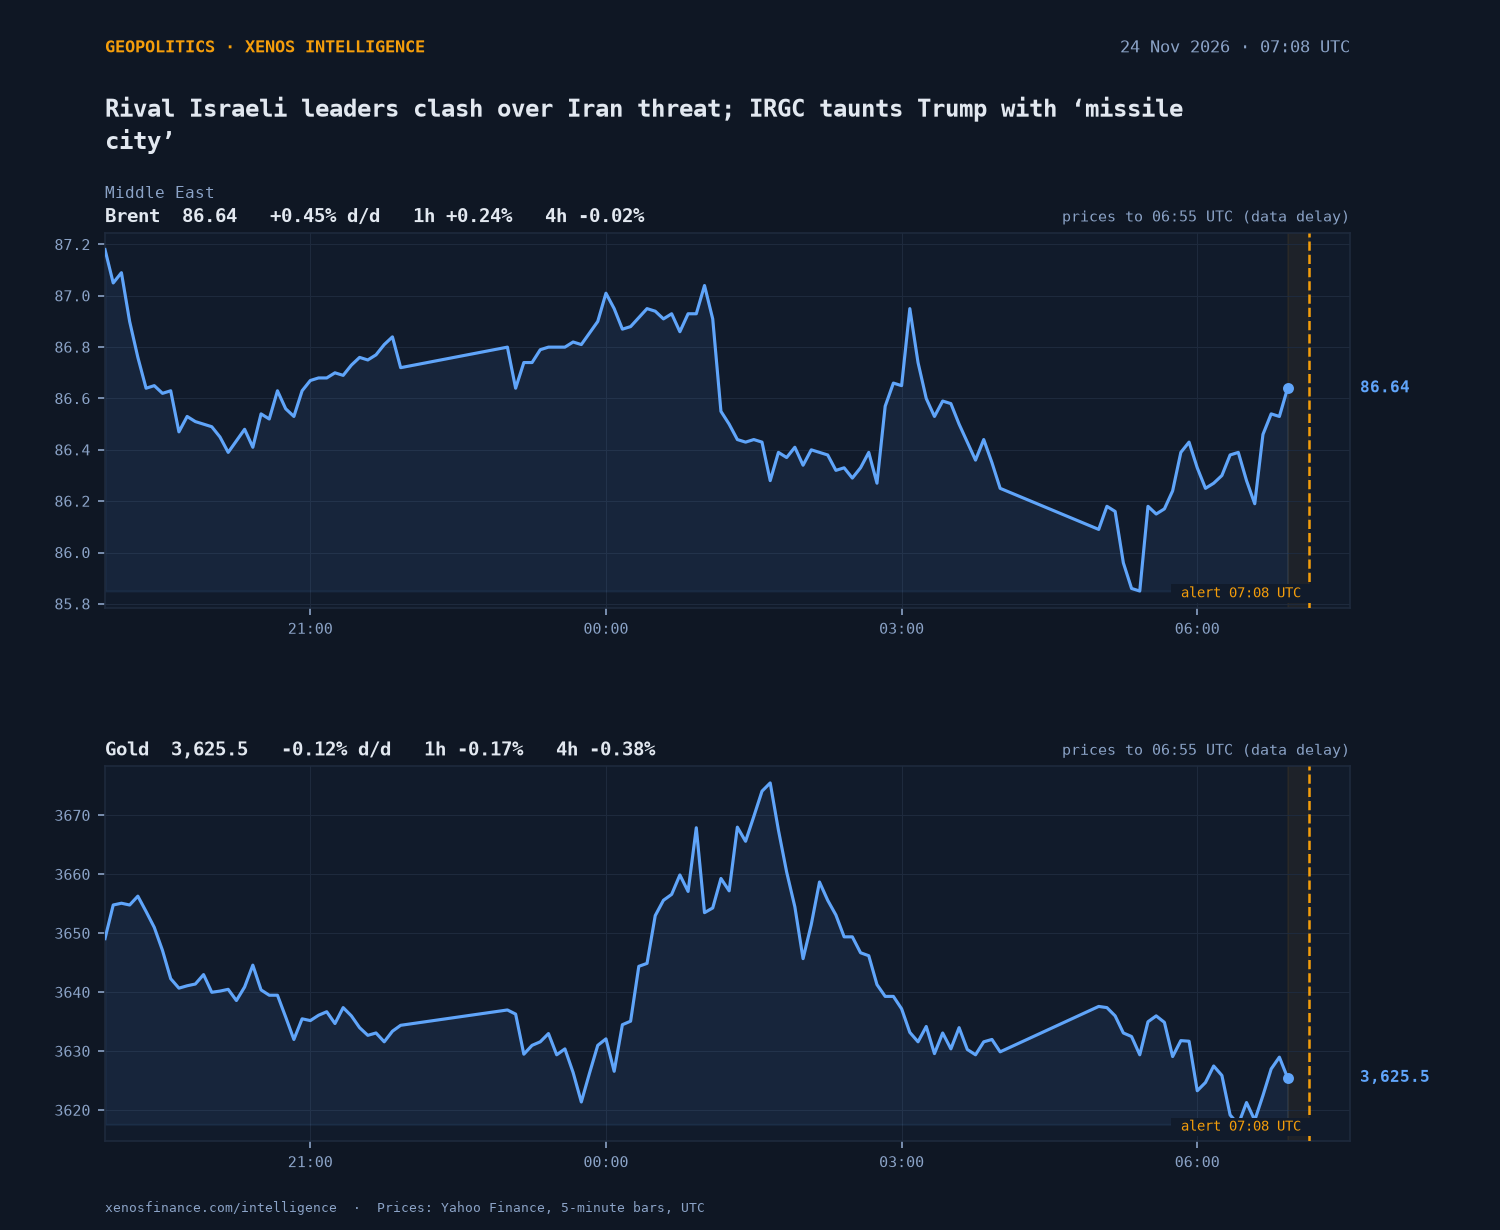 GEOPOLITICS · XENOS INTELLIGENCE
24 Nov 2026 · 07:08 UTC
Rival Israeli leaders clash over Iran threat; IRGC taunts Trump with ‘missile
city’
Middle East
Brent  86.64   +0.45% d/d   1h +0.24%   4h -0.02%
prices to 06:55 UTC (data delay)
87.2
87.0
86.8
86.6
86.4
86.2
86.0
85.8
86.64
alert 07:08 UTC
21:00
00:00
03:00
06:00
Gold  3,625.5   -0.12% d/d   1h -0.17%   4h -0.38%
prices to 06:55 UTC (data delay)
3670
3660
3650
3640
3630
3620
3,625.5
alert 07:08 UTC
21:00
00:00
03:00
06:00
xenosfinance.com/intelligence  ·  Prices: Yahoo Finance, 5-minute bars, UTC